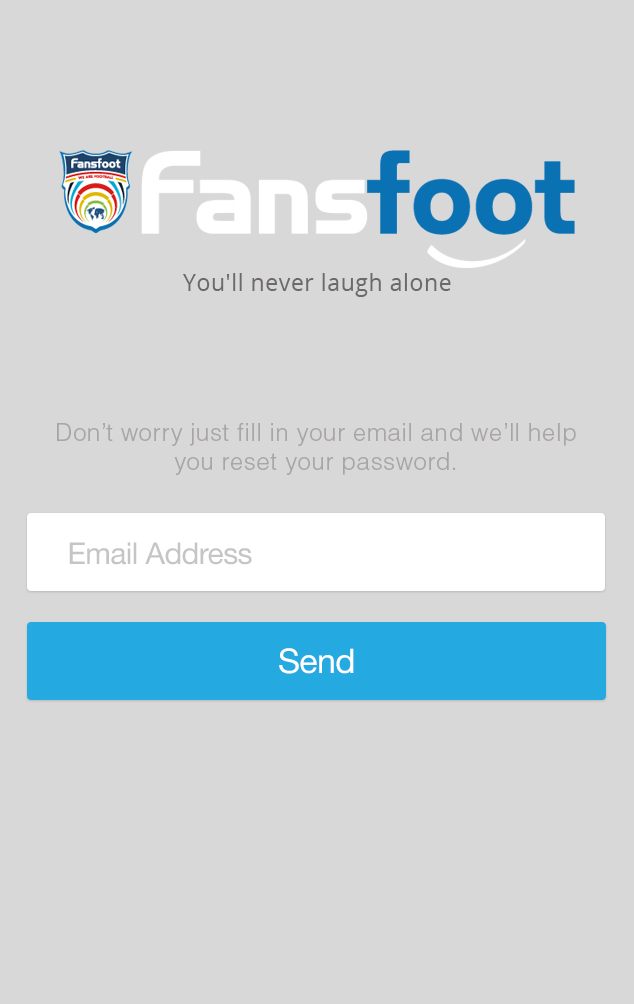 Fansfoot
WE ARE FOOTBALL
Fansfoot
You'll never laugh alone
Don’t worry just fill in your email and we’ll help
you reset your password.
Email Address
Send